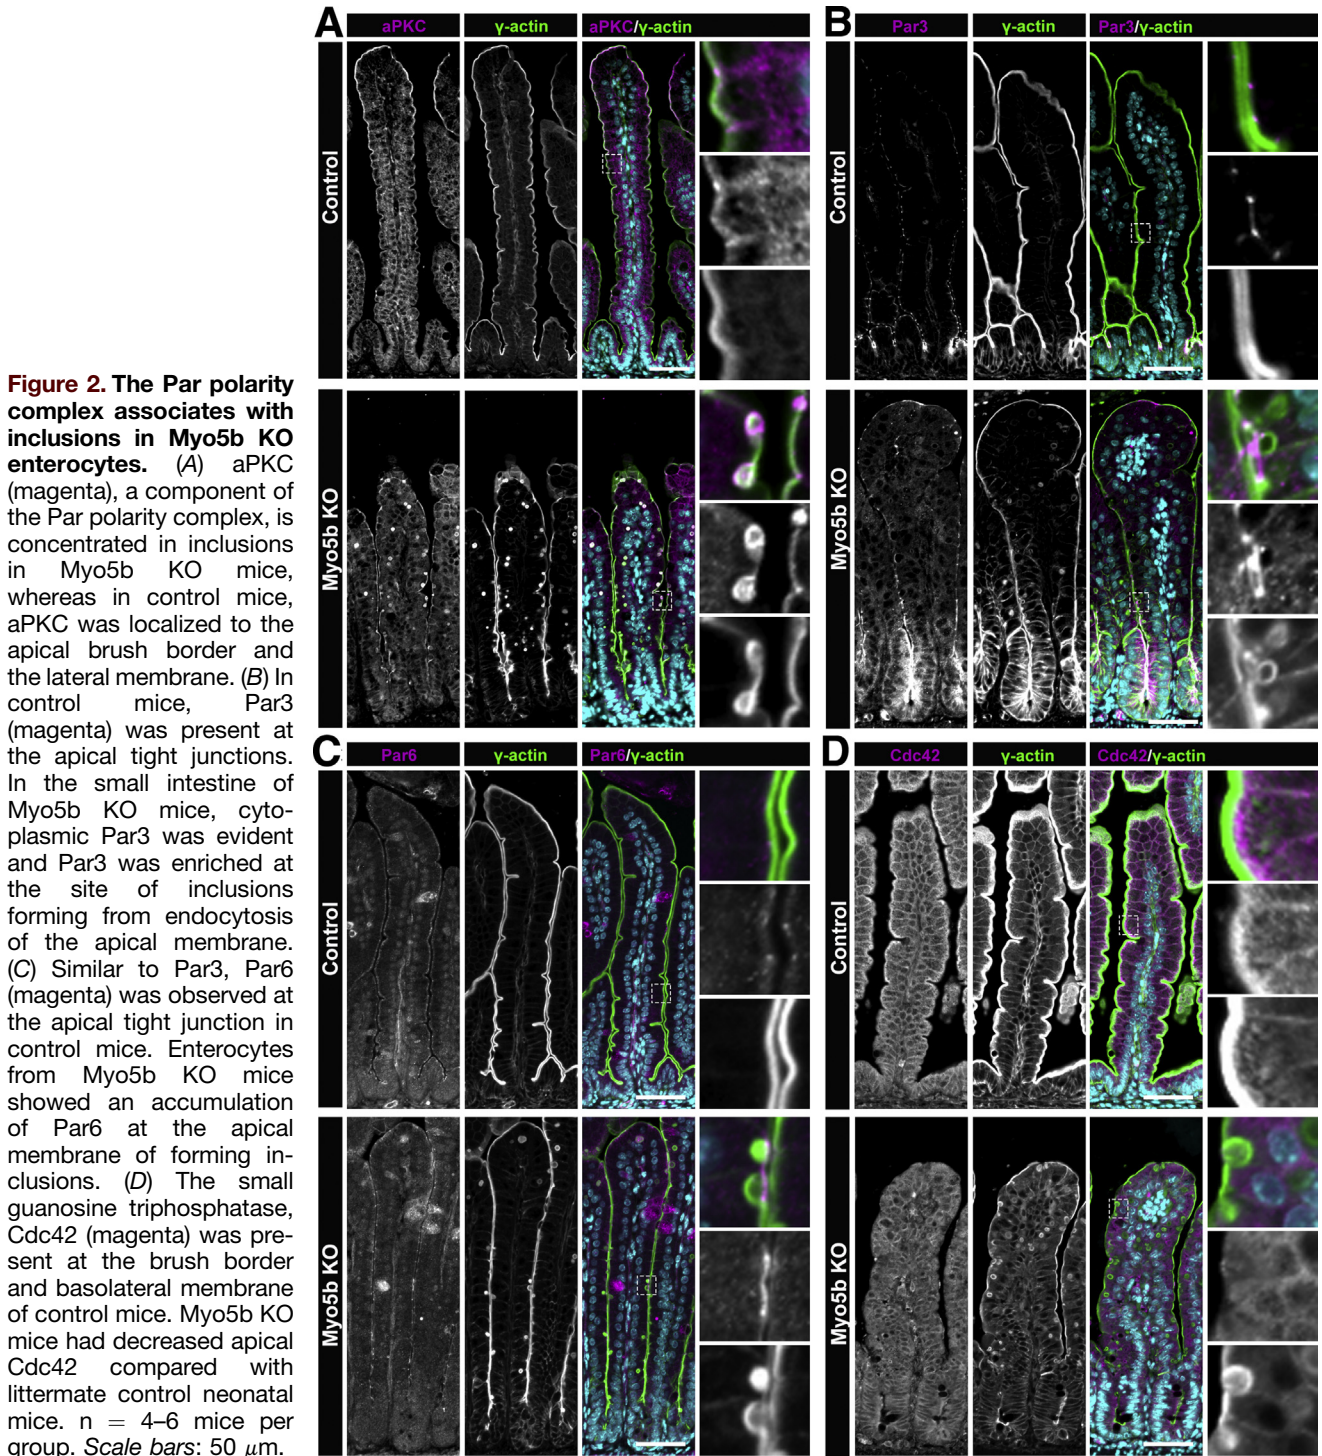 A
aPKC
γ-actin
aPKC/γ-actin
Control
Myo5b KO
B
Par3
γ-actin
Par3/γ-actin
Control
Myo5b KO
Figure 2. The Par polarity
complex associates with
inclusions in Myo5b KO
enterocytes. (A) aPKC
(magenta), a component of
the Par polarity complex, is
concentrated in inclusions
in Myo5b KO mice,
whereas in control mice,
aPKC was localized to the
apical brush border and
the lateral membrane. (B) In
control mice, Par3
(magenta) was present at
the apical tight junctions.
In the small intestine of
Myo5b KO mice, cyto-
plasmic Par3 was evident
and Par3 was enriched at
the site of inclusions
forming from endocytosis
of the apical membrane.
(C) Similar to Par3, Par6
(magenta) was observed at
the apical tight junction in
control mice. Enterocytes
from Myo5b KO mice
showed an accumulation
of Par6 at the apical
membrane of forming in-
clusions. (D) The small
guanosine triphosphatase,
Cdc42 (magenta) was pre-
sent at the brush border
and basolateral membrane
of control mice. Myo5b KO
mice had decreased apical
Cdc42 compared with
littermate control neonatal
mice. n = 4–6 mice per
group. Scale bars: 50 μm.
C
Par6
γ-actin
Par6/γ-actin
Control
Myo5b KO
D
Cdc42
γ-actin
Cdc42/γ-actin
Control
Myo5b KO